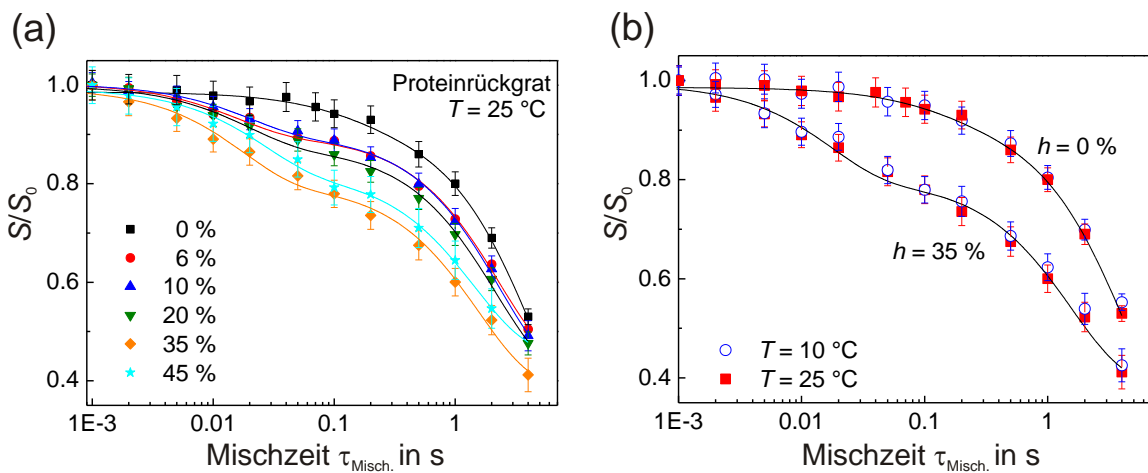 (a)
S/S0
1.0
0.8
0.6
0.4
Proteinrückgrat
T = 25 °C
0 %
6 %
10 %
20 %
35 %
45 %
1E-3
0.01
0.1
1
Mischzeit τMisch. in s
(b)
S/S0
1.0
0.8
0.6
0.4
h = 0 %
h = 35 %
T = 10 °C
T = 25 °C
1E-3
0.01
0.1
1
Mischzeit τMisch. in s